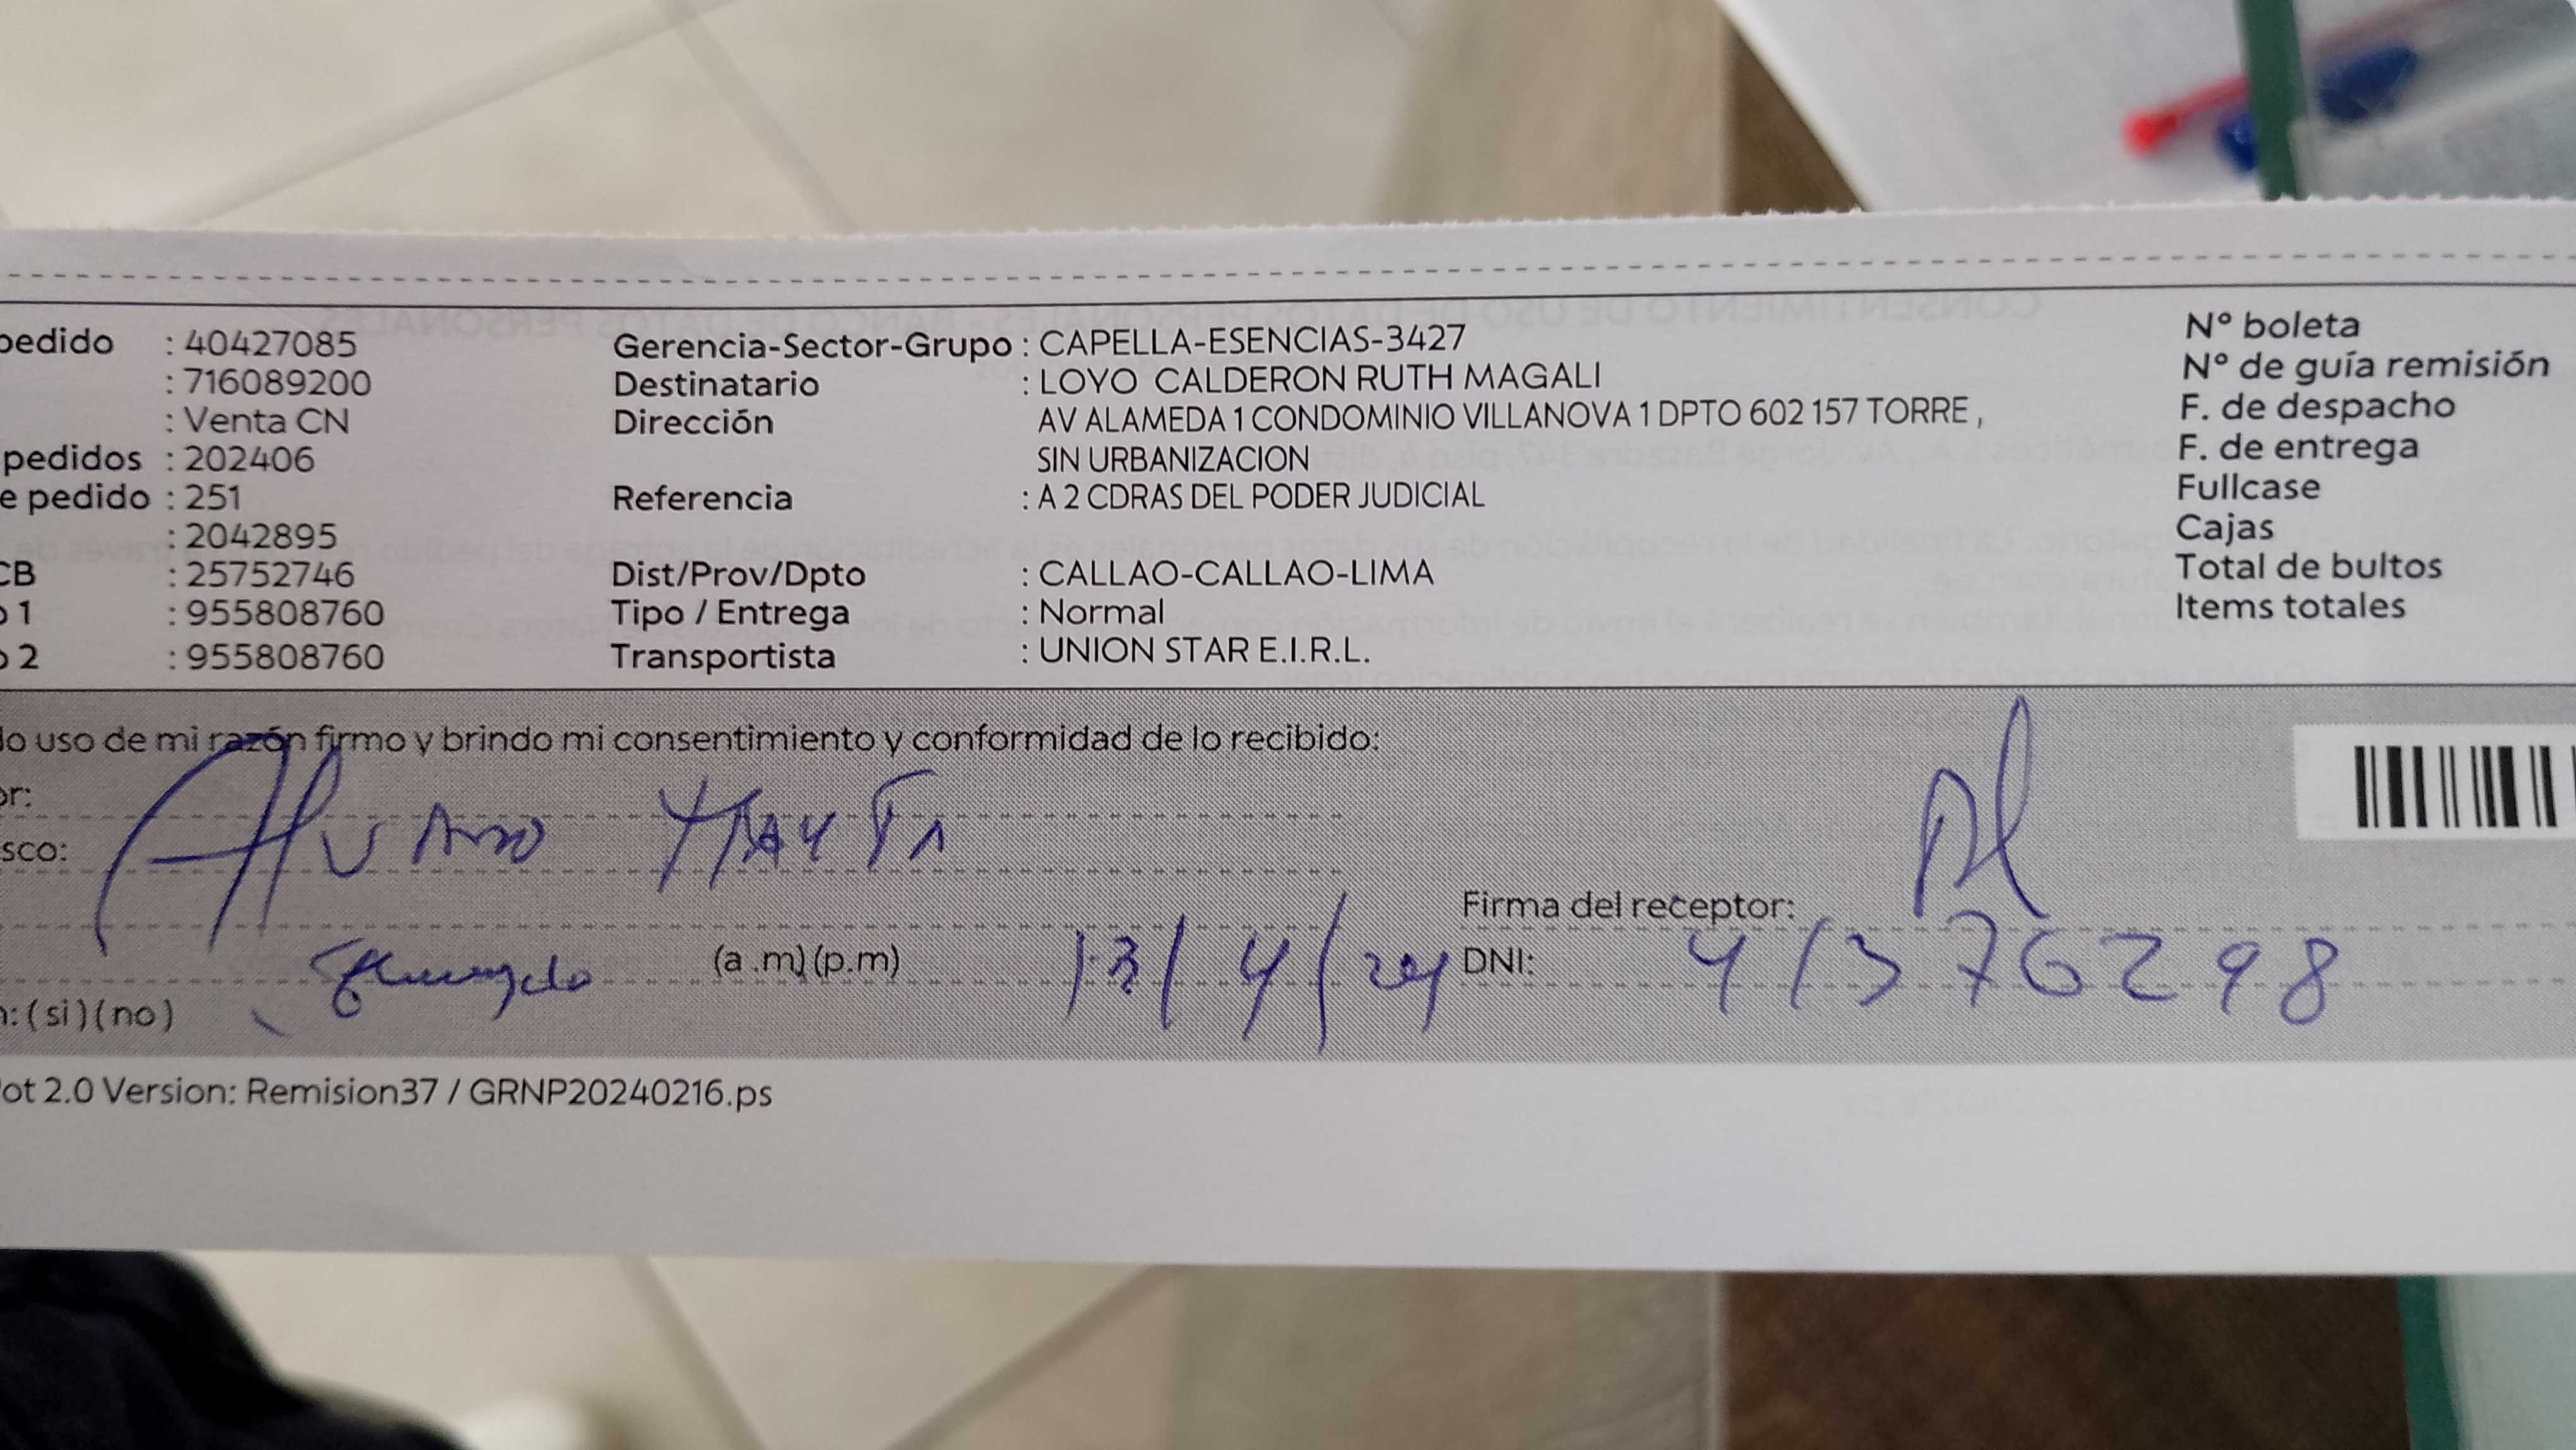 pedido : 40427085
: 716089200
: Venta CN
pedidos : 202406
e pedido : 251
: 2042895
CB : 25752746
o 1 : 955808760
o 2 : 955808760
Gerencia-Sector-Grupo : CAPELLA-ESENCIAS-3427
Destinatario : LOYO CALDERON RUTH MAGALI
Dirección AV ALAMEDA 1 CONDOMINIO VILLANOVA 1 DPTO 602 157 TORRE ,
SIN URBANIZACION
Referencia : A 2 CDRAS DEL PODER JUDICIAL
Dist/Prov/Dpto : CALLAO-CALLAO-LIMA
Tipo / Entrega : Normal
Transportista : UNION STAR E.I.R.L.
N° boleta
N° de guía remisión
F. de despacho
F. de entrega
Fullcase
Cajas
Total de bultos
Items totales
do uso de mi razón firmo y brindo mi consentimiento y conformidad de lo recibido:
or:
Alvaro
sco:
Firma del receptor:
(a .m) (p.m) 13/4/24 DNI: 41376298
n: ( si ) ( no )
ot 2.0 Version: Remision37 / GRNP20240216.ps